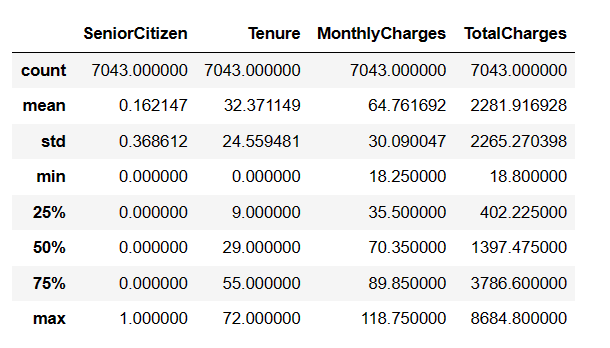 SeniorCitizen Tenure MonthlyCharges TotalCharges
count 7043.000000 7043.000000 7043.000000 7043.000000
mean 0.162147 32.371149 64.761692 2281.916928
std 0.368612 24.559481 30.090047 2265.270398
min 0.000000 0.000000 18.250000 18.800000
25% 0.000000 9.000000 35.500000 402.225000
50% 0.000000 29.000000 70.350000 1397.475000
75% 0.000000 55.000000 89.850000 3786.600000
max 1.000000 72.000000 118.750000 8684.800000